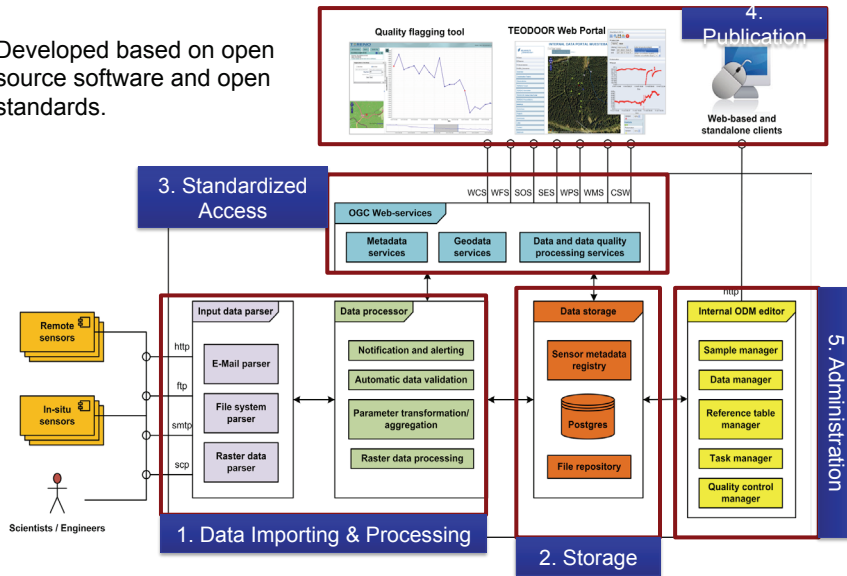 Developed based on open
source software and open
standards.
Quality flagging tool
TEODOOR Web Portal
4.
Publication
Web-based and
standalone clients
3. Standardized
Access
WCS WFS SOS SES WPS WMS CSW
OGC Web-services
Metadata
services
Geodata
services
Data and data quality
processing services
http
Remote
sensors
In-situ
sensors
Scientists / Engineers
http
ftp
smtp
scp
Input data parser
E-Mail parser
File system
parser
Raster data
parser
Data processor
Notification and alerting
Automatic data validation
Parameter transformation/
aggregation
Raster data processing
Data storage
Sensor metadata
registry
Postgres
File repository
Internal ODM editor
Sample manager
Data manager
Reference table
manager
Task manager
Quality control
manager
5. Administration
1. Data Importing & Processing
2. Storage